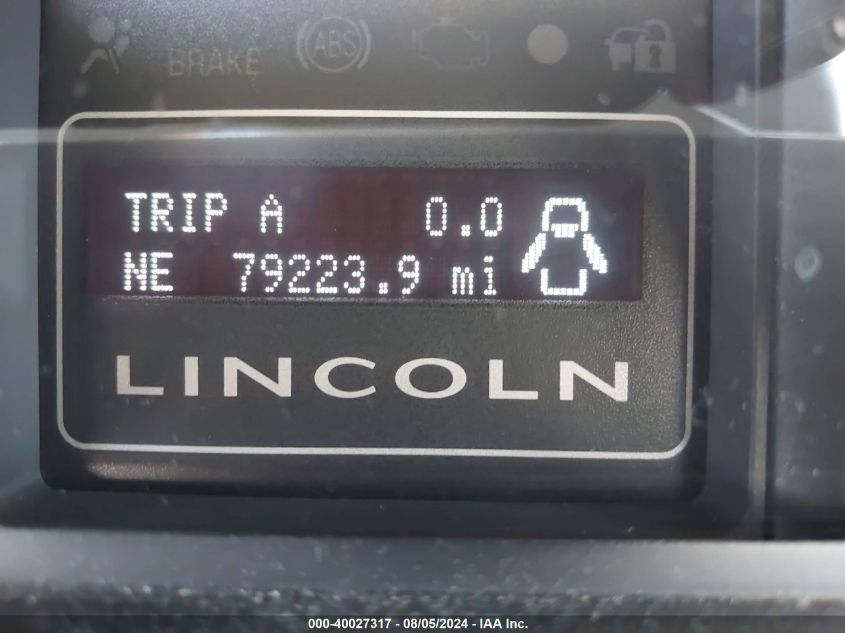 BRAKE
ABS
TRIP A 0.0
NE 79223.9 mi
LINCOLN
000-40027317 - 08/05/2024 - IAA Inc.